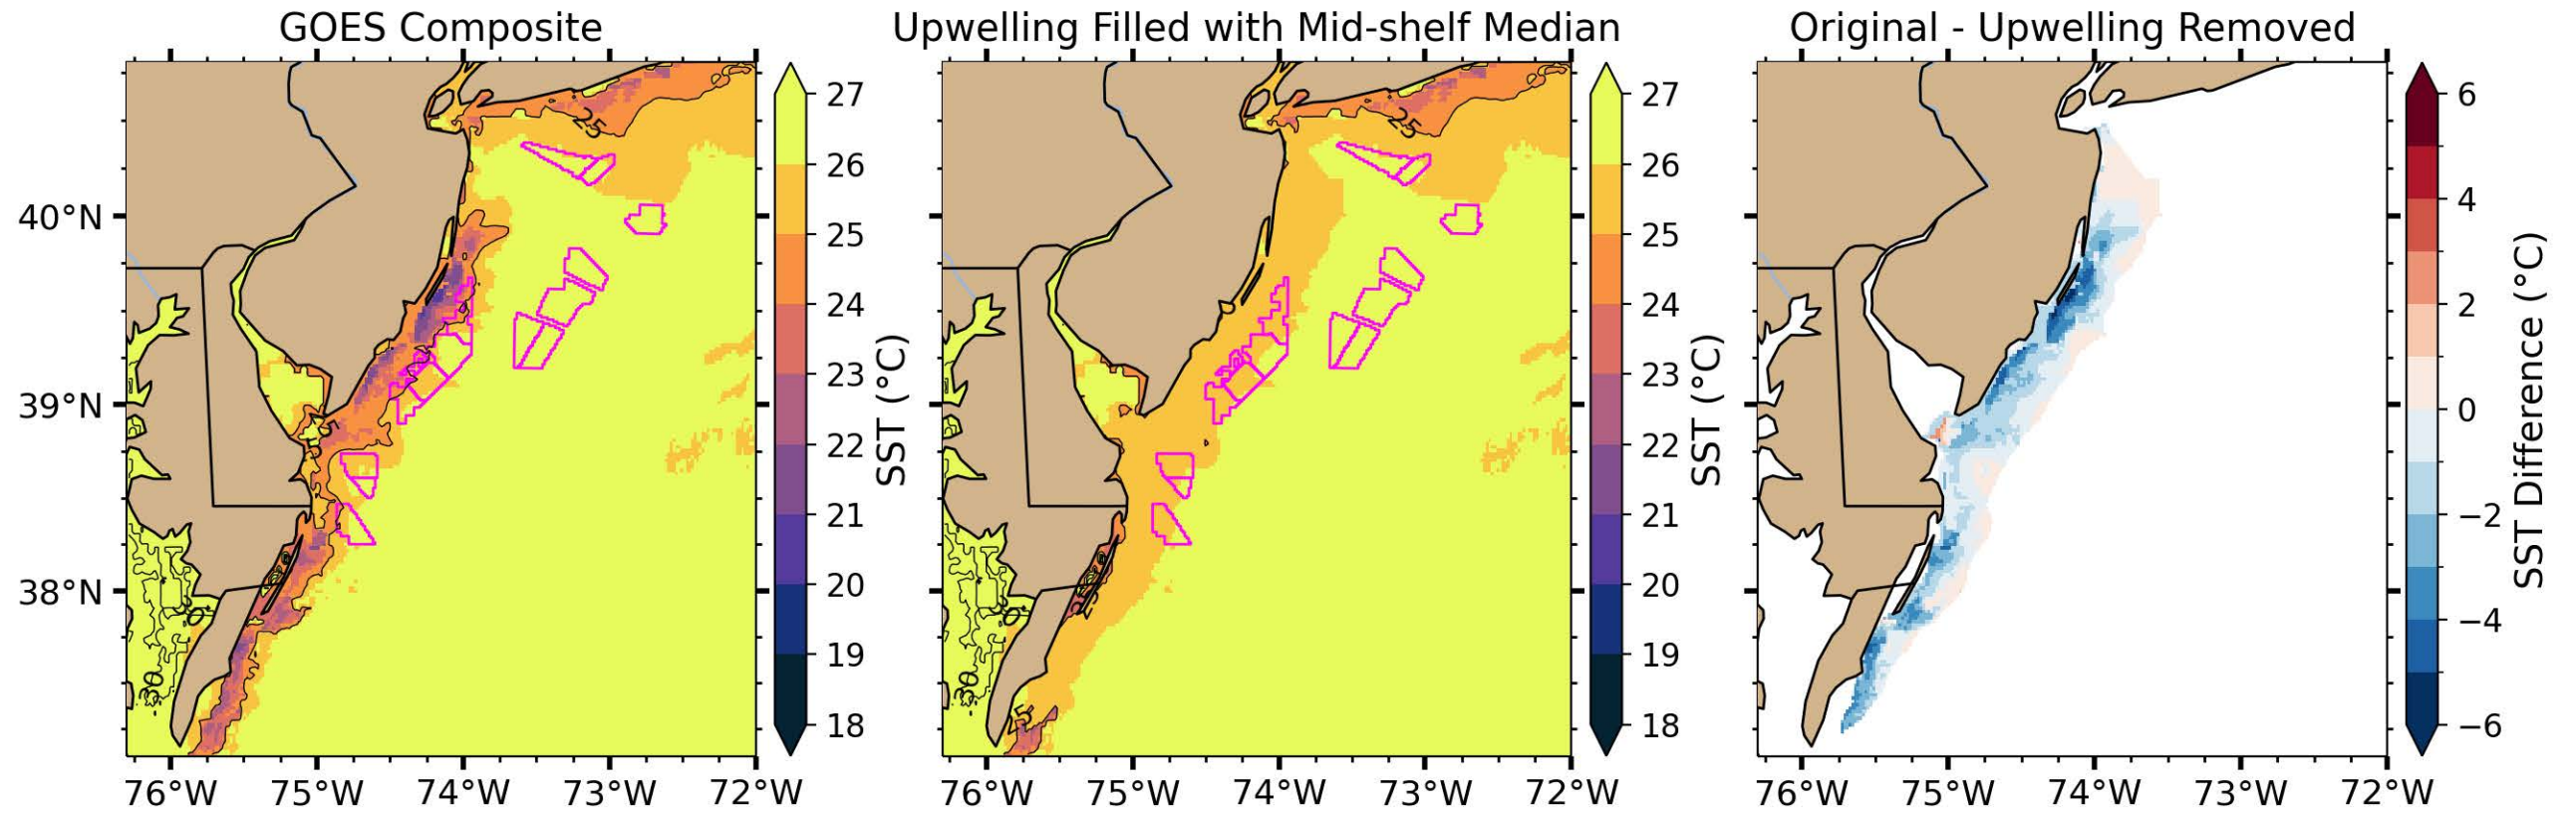 GOES Composite
Upwelling Filled with Mid-shelf Median
Original - Upwelling Removed
40°N
39°N
38°N
76°W
75°W
74°W
73°W
72°W
25
30
27
26
25
24
23
22
21
20
19
18
SST (°C)
76°W
75°W
74°W
73°W
72°W
25
25
30
27
26
25
24
23
22
21
20
19
18
SST (°C)
76°W
75°W
74°W
73°W
72°W
6
4
2
0
−2
−4
−6
SST Difference (°C)